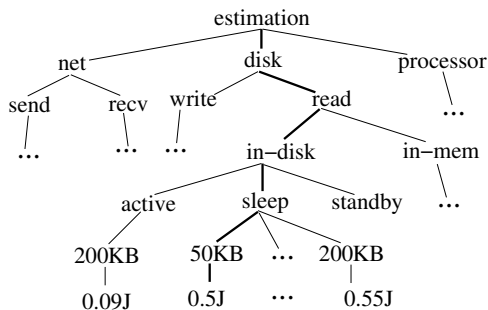 estimation
net disk processor
send recv write read ...
... ... ... in-disk in-mem
active sleep standby ...
200KB 50KB ... 200KB
0.09J 0.5J ... 0.55J